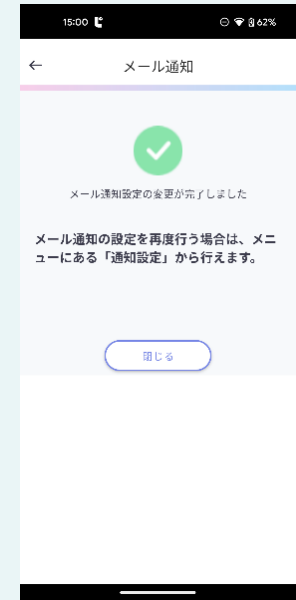 15:00 62%
メール通知
メール通知設定の変更が完了しました
メール通知の設定を再度行う場合は、メニ
ューにある「通知設定」から行えます。
閉じる